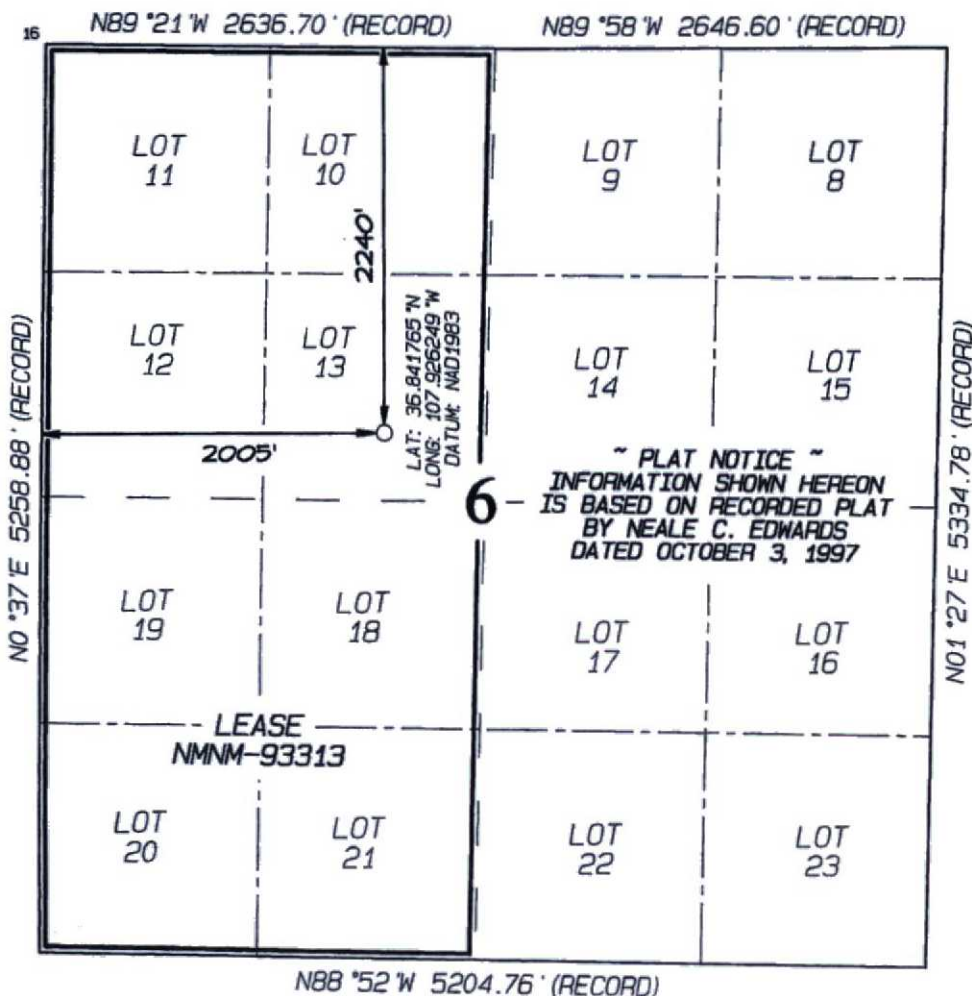 N89°21'W 2636.70' (RECORD)
N89°58'W 2646.60' (RECORD)
16
LOT
11
LOT
10
LOT
9
LOT
8
2240'
LAT: 36.841765°N
LONG: 107.926249°W
DATUM: NAD1983
LOT
12
LOT
13
LOT
14
LOT
15
N0°37'E 5258.88' (RECORD)
N01°27'E 5334.78' (RECORD)
2005'
6
~ PLAT NOTICE ~
INFORMATION SHOWN HEREON
IS BASED ON RECORDED PLAT
BY NEALE C. EDWARDS
DATED OCTOBER 3, 1997
LOT
19
LOT
18
LOT
17
LOT
16
LEASE
NMNM-93313
LOT
20
LOT
21
LOT
22
LOT
23
N88°52'W 5204.76' (RECORD)